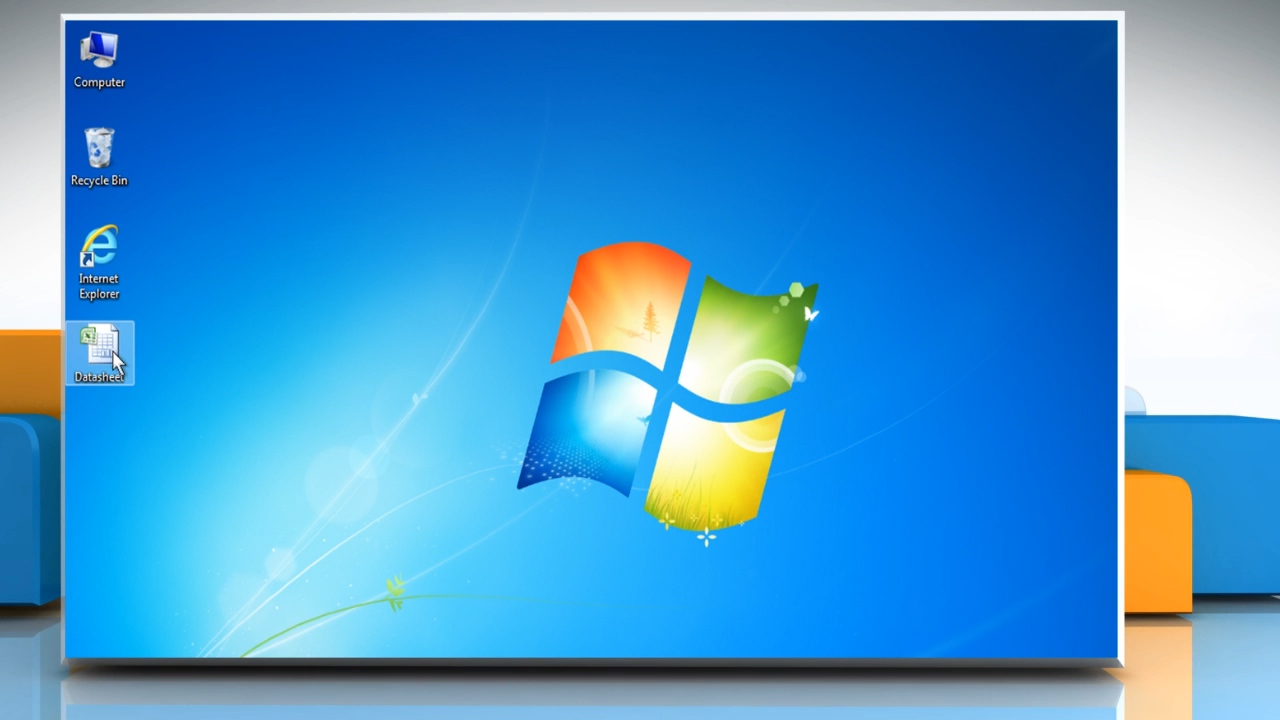 Computer
Recycle Bin
Internet
Explorer
Datasheet